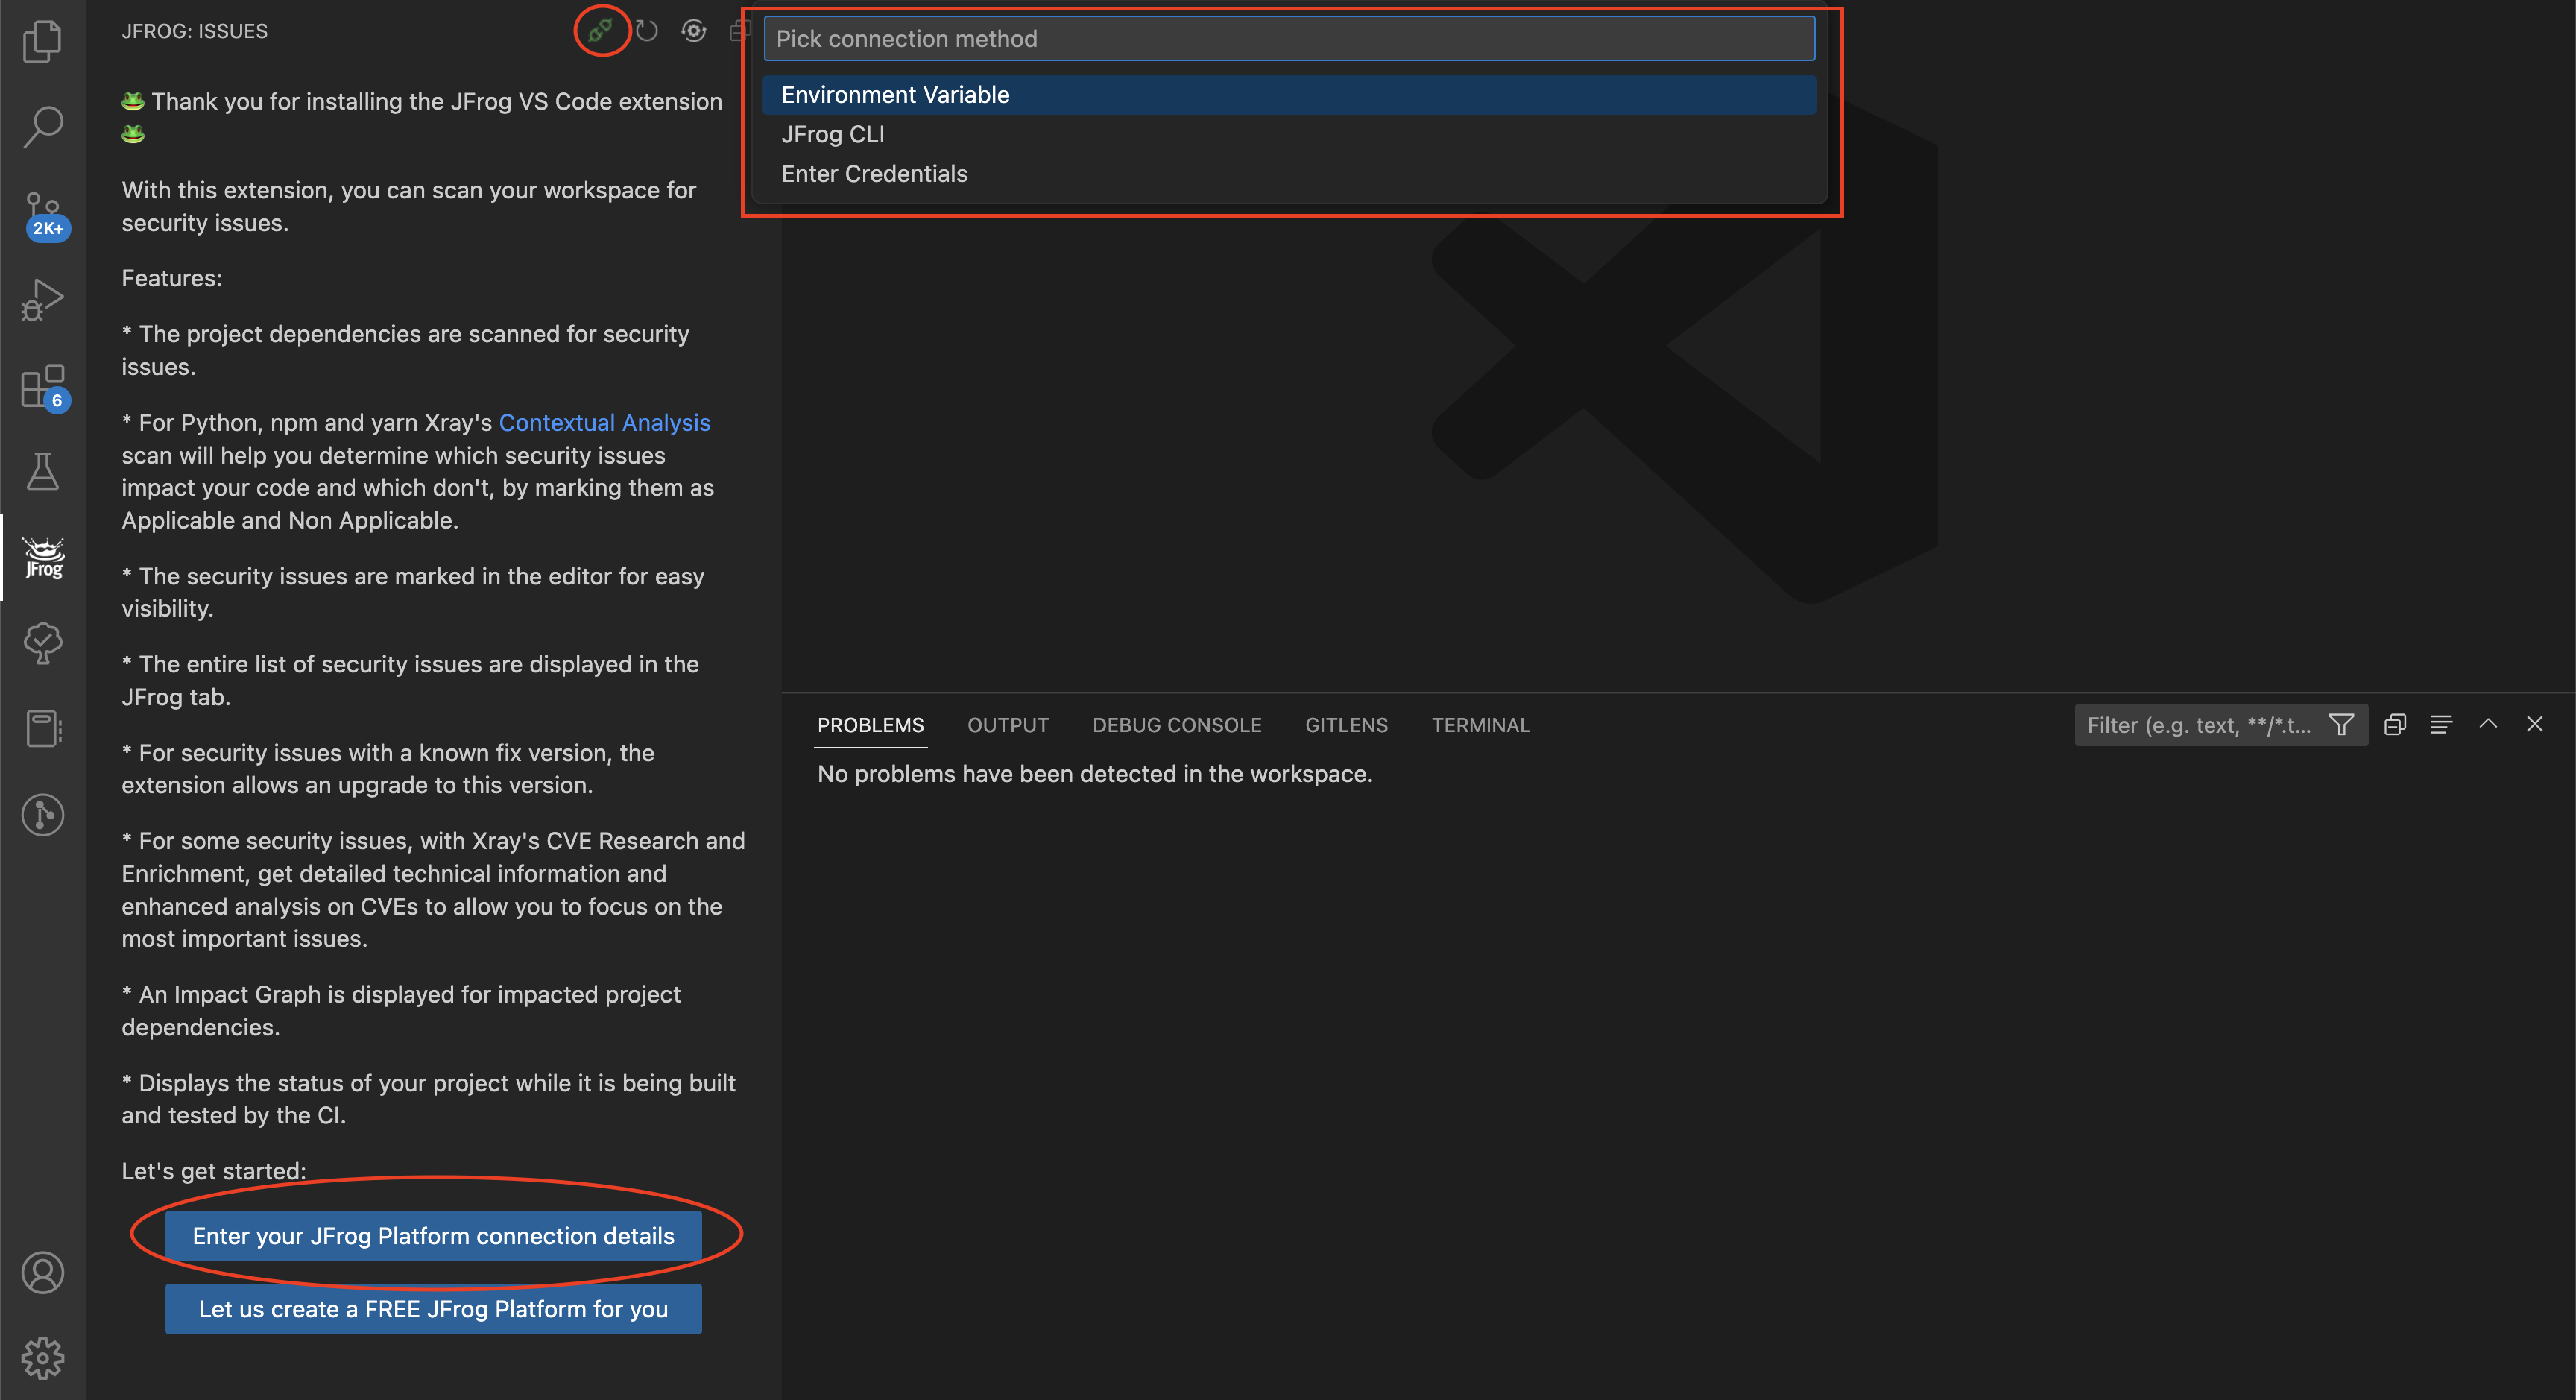 JFROG: ISSUES
🐸 Thank you for installing the JFrog VS Code extension
🐸
With this extension, you can scan your workspace for
security issues.
Features:
* The project dependencies are scanned for security
issues.
* For Python, npm and yarn Xray's Contextual Analysis
scan will help you determine which security issues
impact your code and which don't, by marking them as
Applicable and Non Applicable.
* The security issues are marked in the editor for easy
visibility.
* The entire list of security issues are displayed in the
JFrog tab.
* For security issues with a known fix version, the
extension allows an upgrade to this version.
* For some security issues, with Xray's CVE Research and
Enrichment, get detailed technical information and
enhanced analysis on CVEs to allow you to focus on the
most important issues.
* An Impact Graph is displayed for impacted project
dependencies.
* Displays the status of your project while it is being built
and tested by the CI.
Let's get started:
Enter your JFrog Platform connection details
Let us create a FREE JFrog Platform for you
2K+
6
JFrog
Pick connection method
Environment Variable
JFrog CLI
Enter Credentials
PROBLEMS OUTPUT DEBUG CONSOLE GITLENS TERMINAL
Filter (e.g. text, **/*.t...
No problems have been detected in the workspace.